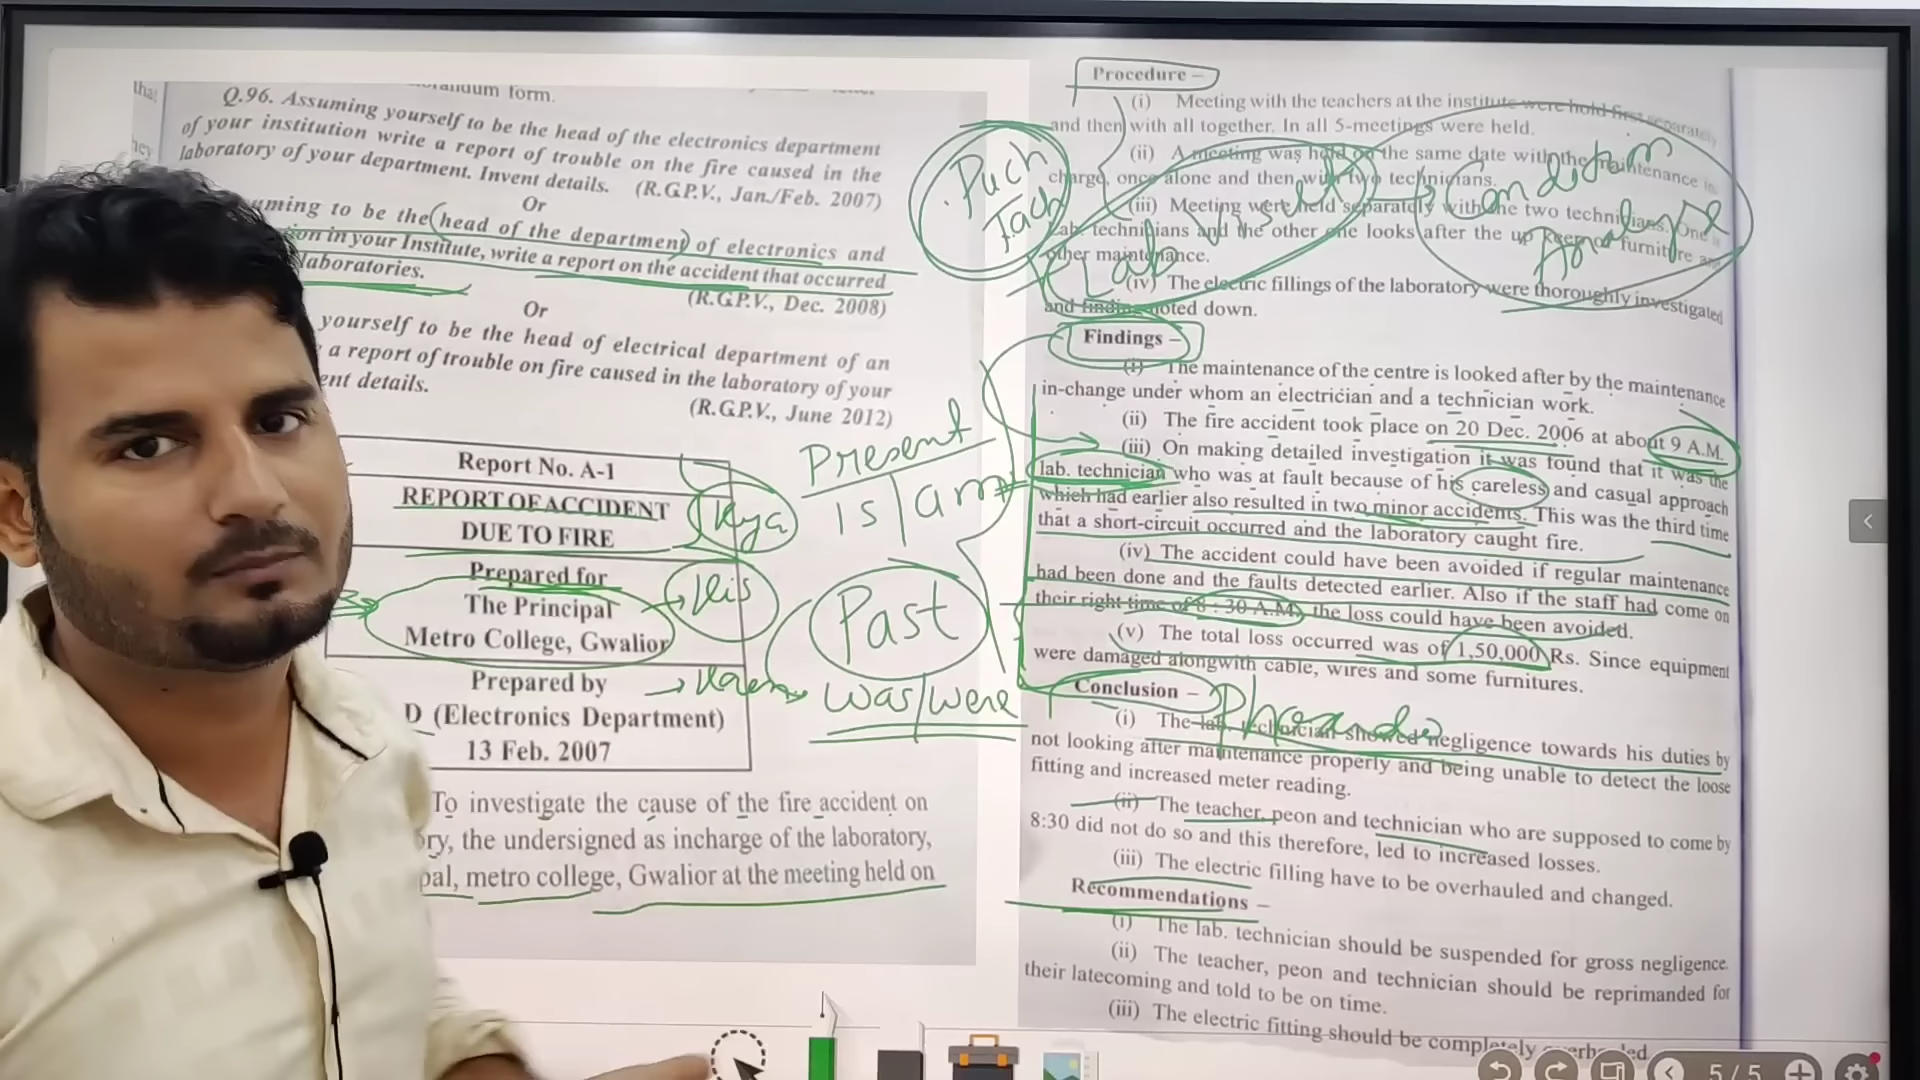 that
orandum form.
Q.96. Assuming yourself to be the head of the electronics department
of your institution write a report of trouble on the fire caused in the
laboratory of your department. Invent details. (R.G.P.V., Jan./Feb. 2007)
Or
uming to be the head of the department of electronics and
ion in your Institute, write a report on the accident that occurred
laboratories.
(R.G.P.V., Dec. 2008)
Or
yourself to be the head of electrical department of an
a report of trouble on fire caused in the laboratory of your
ent details.
(R.G.P.V., June 2012)
Report No. A-1
REPORT OF ACCIDENT
DUE TO FIRE
Kya
Prepared for
The Principal
Metro College, Gwalior
Kis
Prepared by
D (Electronics Department)
13 Feb. 2007
To investigate the cause of the fire accident on
ory, the undersigned as incharge of the laboratory,
pal, metro college, Gwalior at the meeting held on
Puch
Tach
Present
is | am
Past
was/were
Procedure –
(i) Meeting with the teachers at the institute were hold first separately
and then with all together. In all 5-meetings were held.
(ii) A meeting was held on the same date with the maintenance in
charge, once alone and then with two technicians.
(iii) Meeting were held separately with the two technicians. One is
Lab. technicians and the other one looks after the up keep of furniture and
other maintenance.
(iv) The electric fillings of the laboratory were thoroughly investigated
and finding noted down.
Lab
Condition
Findings –
(i) The maintenance of the centre is looked after by the maintenance
in-change under whom an electrician and a technician work.
(ii) The fire accident took place on 20 Dec. 2006 at about 9 A.M.
(iii) On making detailed investigation it was found that it was the
lab. technician who was at fault because of his careless and casual approach
which had earlier also resulted in two minor accidents. This was the third time
that a short-circuit occurred and the laboratory caught fire.
(iv) The accident could have been avoided if regular maintenance
had been done and the faults detected earlier. Also if the staff had come on
their right time of 8 : 30 A.M. the loss could have been avoided.
(v) The total loss occurred was of 1,50,000 Rs. Since equipment
were damaged alongwith cable, wires and some furnitures.
Conclusion –
(i) The lab. technician showed negligence towards his duties by
not looking after maintenance properly and being unable to detect the loose
fitting and increased meter reading.
(ii) The teacher, peon and technician who are supposed to come by
8:30 did not do so and this therefore, led to increased losses.
(iii) The electric filling have to be overhauled and changed.
Recommendations –
(i) The lab. technician should be suspended for gross negligence.
(ii) The teacher, peon and technician should be reprimanded for
their latecoming and told to be on time.
(iii) The electric fitting should be completely overhauled
5/5